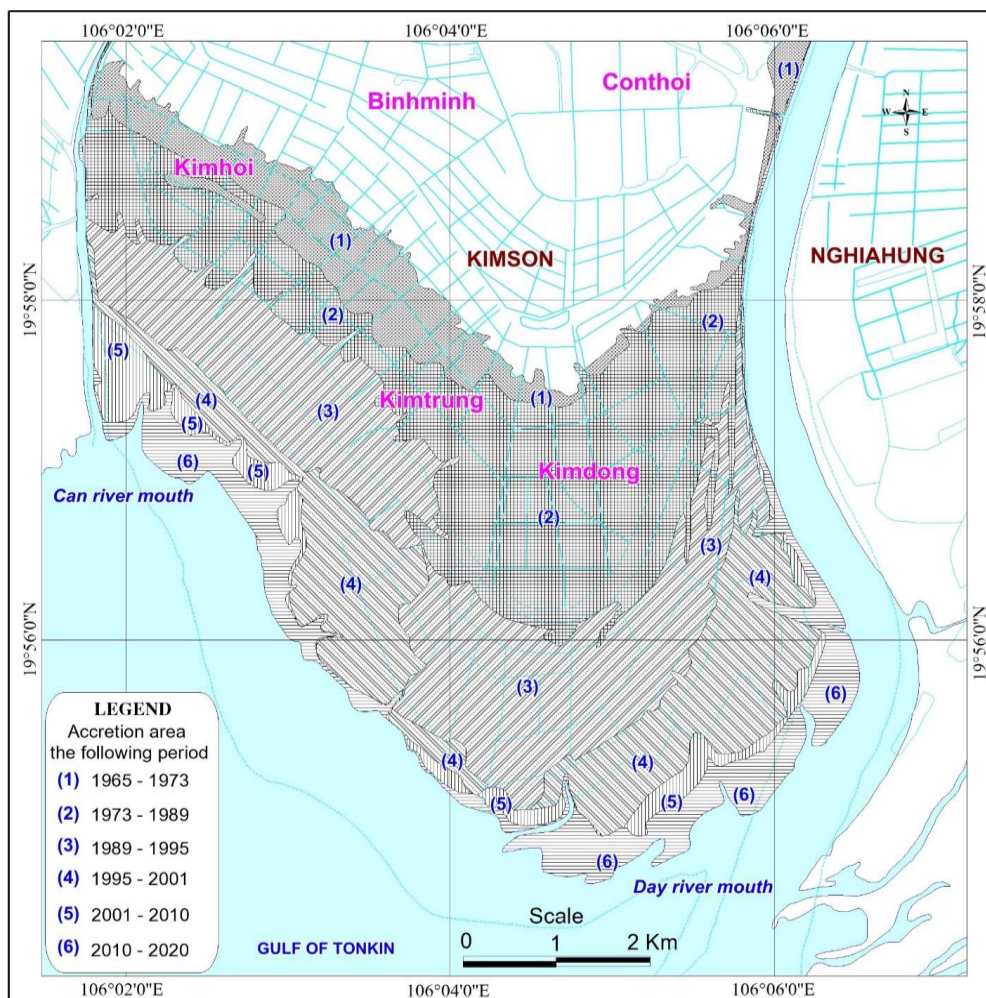 106°02'0"E 106°04'0"E 106°06'0"E
(1)
Conthoi
Binhminh
N
W E
S
Kimhoi
(1)
KIMSON
NGHIAHUNG
19°58'0"N
19°58'0"N
(2)
(2)
(5)
(4)
Kimtrung
(1)
(3)
(5)
(6)
(5)
Kimdong
Can river mouth
(2)
(3)
(4)
(4)
19°56'0"N
19°56'0"N
(3)
(6)
(4)
(4)
(5)
(5)
(6)
(6)
LEGEND
Accretion area
the following period
(1) 1965 - 1973
(2) 1973 - 1989
(3) 1989 - 1995
(4) 1995 - 2001
(5) 2001 - 2010
(6) 2010 - 2020
Day river mouth
Scale
0 1 2 Km
GULF OF TONKIN
106°02'0"E 106°04'0"E 106°06'0"E